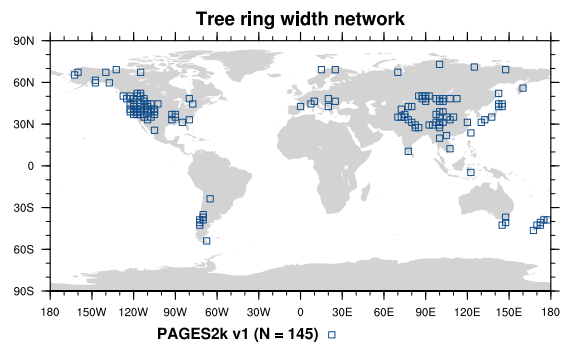 Tree ring width network
90N
60N
30N
0
30S
60S
90S
180 150W 120W 90W 60W 30W 0 30E 60E 90E 120E 150E 180
PAGES2k v1 (N = 145)